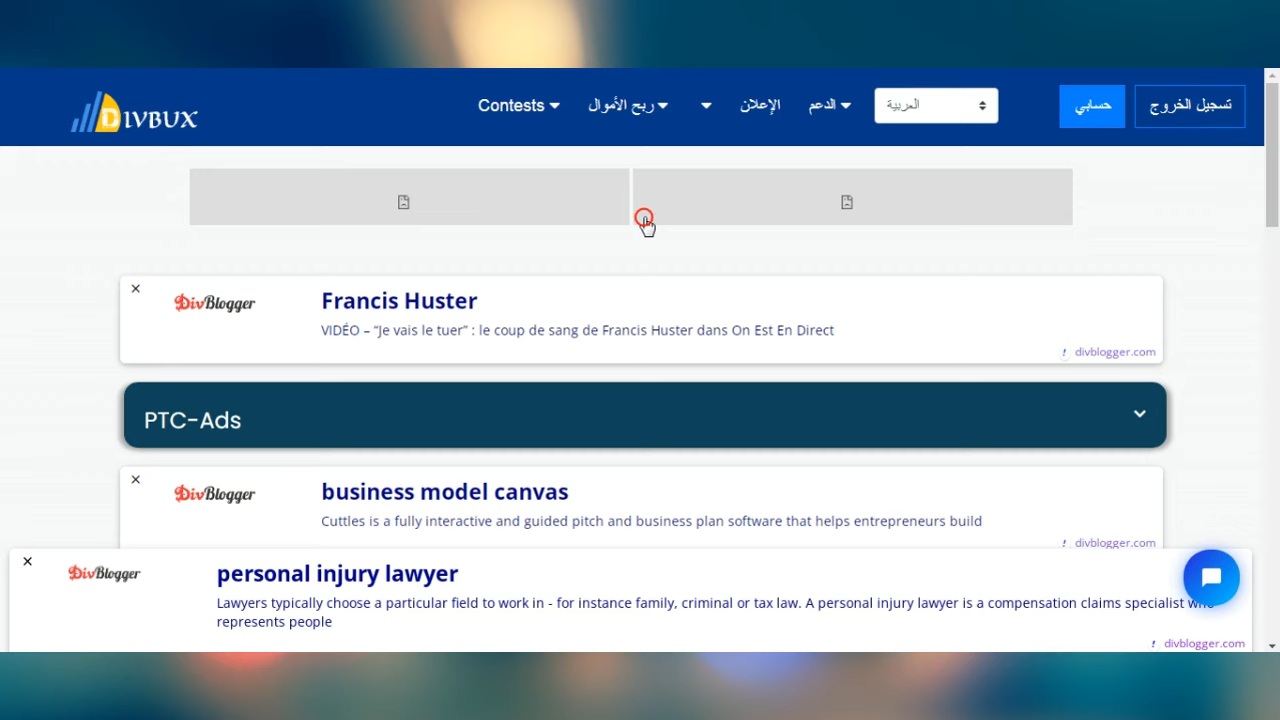 DIVBUX
Contests
ربح الأموال
الإعلان
الدعم
العربية
حسابي
تسجيل الخروج
DivBlogger
Francis Huster
VIDÉO – “Je vais le tuer” : le coup de sang de Francis Huster dans On Est En Direct
divblogger.com
PTC-Ads
DivBlogger
business model canvas
Cuttles is a fully interactive and guided pitch and business plan software that helps entrepreneurs build
divblogger.com
DivBlogger
personal injury lawyer
Lawyers typically choose a particular field to work in - for instance family, criminal or tax law. A personal injury lawyer is a compensation claims specialist who
represents people
divblogger.com